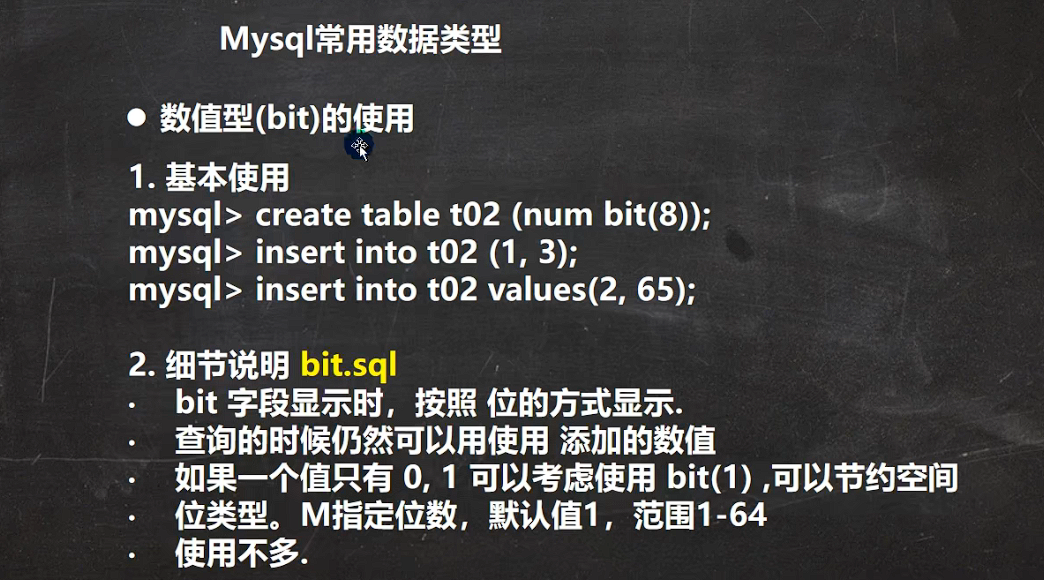 Mysql常用数据类型
● 数值型(bit)的使用
1. 基本使用
mysql> create table t02 (num bit(8));
mysql> insert into t02 (1, 3);
mysql> insert into t02 values(2, 65);
2. 细节说明 bit.sql
· bit 字段显示时，按照 位的方式显示.
· 查询的时候仍然可以用使用 添加的数值
· 如果一个值只有 0, 1 可以考虑使用 bit(1) ,可以节约空间
· 位类型。M指定位数，默认值1，范围1-64
· 使用不多.